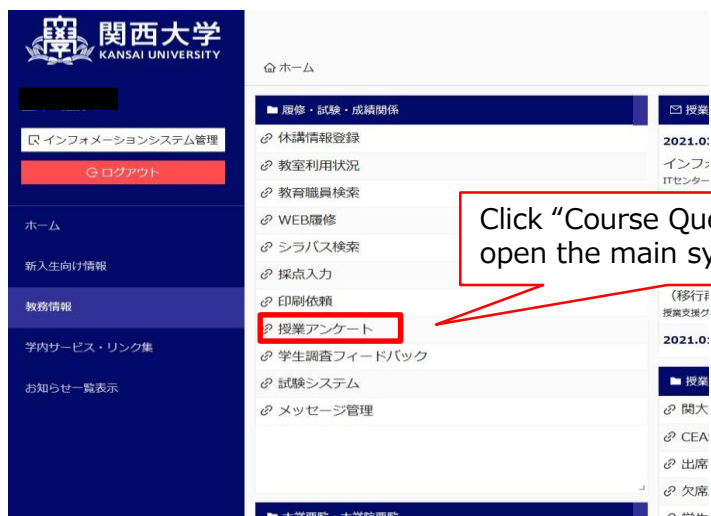 関西大学
KANSAI UNIVERSITY
インフォメーションシステム管理
ログアウト
ホーム
新入生向け情報
教務情報
学内サービス・リンク集
お知らせ一覧表示
ホーム
履修・試験・成績関係
休講情報登録
教室利用状況
教育職員検索
WEB履修
シラバス検索
採点入力
印刷依頼
授業アンケート
学生調査フィードバック
試験システム
メッセージ管理
Click “Course Que
open the main sy
授業
2021.03
インフォ
ITセンター
（移行
授業支援グ
2021.0
授業
関大
CEA
出席
欠席